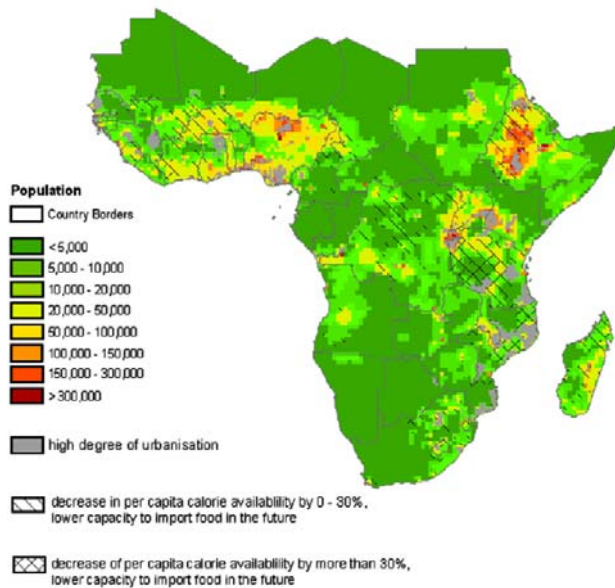 Population
Country Borders
< 5,000
5,000 - 10,000
10,000 - 20,000
20,000 - 50,000
50,000 - 100,000
100,000 - 150,000
150,000 - 300,000
> 300,000
high degree of urbanisation
decrease in per capita calorie availablility by 0 - 30%,
lower capacity to import food in the future
decrease of per capita calorie availablility by more than 30%,
lower capacity to import food in the future